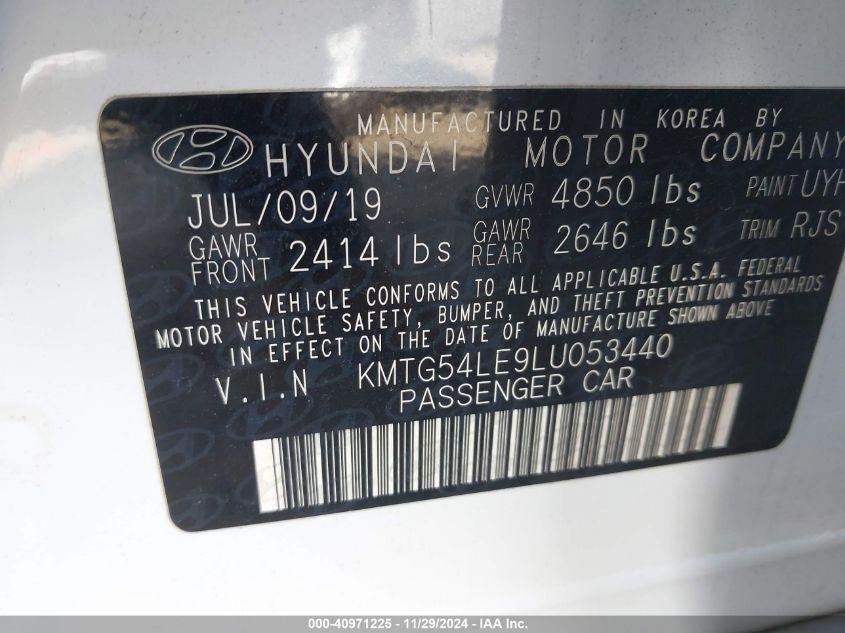 MANUFACTURED IN KOREA BY
HYUNDAI MOTOR COMPANY
JUL/09/19 GVWR 4850 lbs PAINT UYH
GAWR FRONT 2414 lbs GAWR REAR 2646 lbs TRIM RJS
THIS VEHICLE CONFORMS TO ALL APPLICABLE U.S.A. FEDERAL
MOTOR VEHICLE SAFETY, BUMPER, AND THEFT PREVENTION STANDARDS
IN EFFECT ON THE DATE OF MANUFACTURE SHOWN ABOVE
V.I.N KMTG54LE9LU053440
PASSENGER CAR
000-40971225 - 11/29/2024 - IAA Inc.